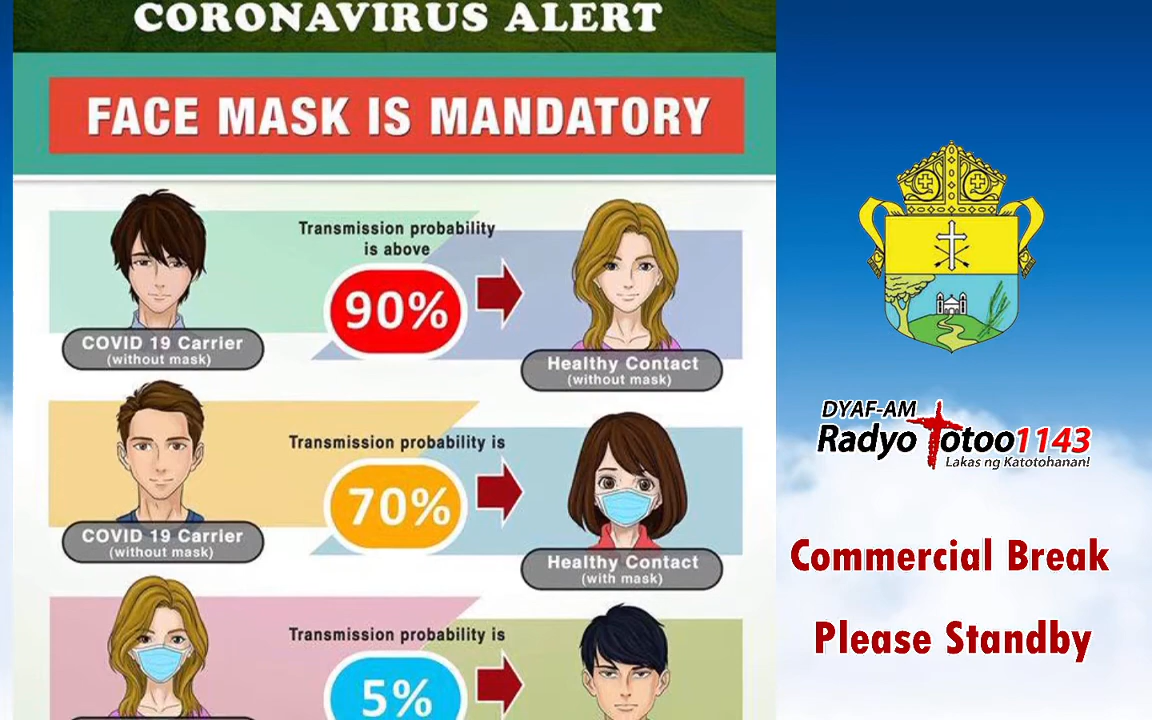 CORONAVIRUS ALERT
FACE MASK IS MANDATORY
Transmission probability
is above
90%
COVID 19 Carrier
(without mask)
Healthy Contact
(without mask)
Transmission probability is
70%
COVID 19 Carrier
(without mask)
Healthy Contact
(with mask)
Transmission probability is
5%
DYAF-AM
Radyo Totoo 1143
Lakas ng Katotohanan!
Commercial Break
Please Standby